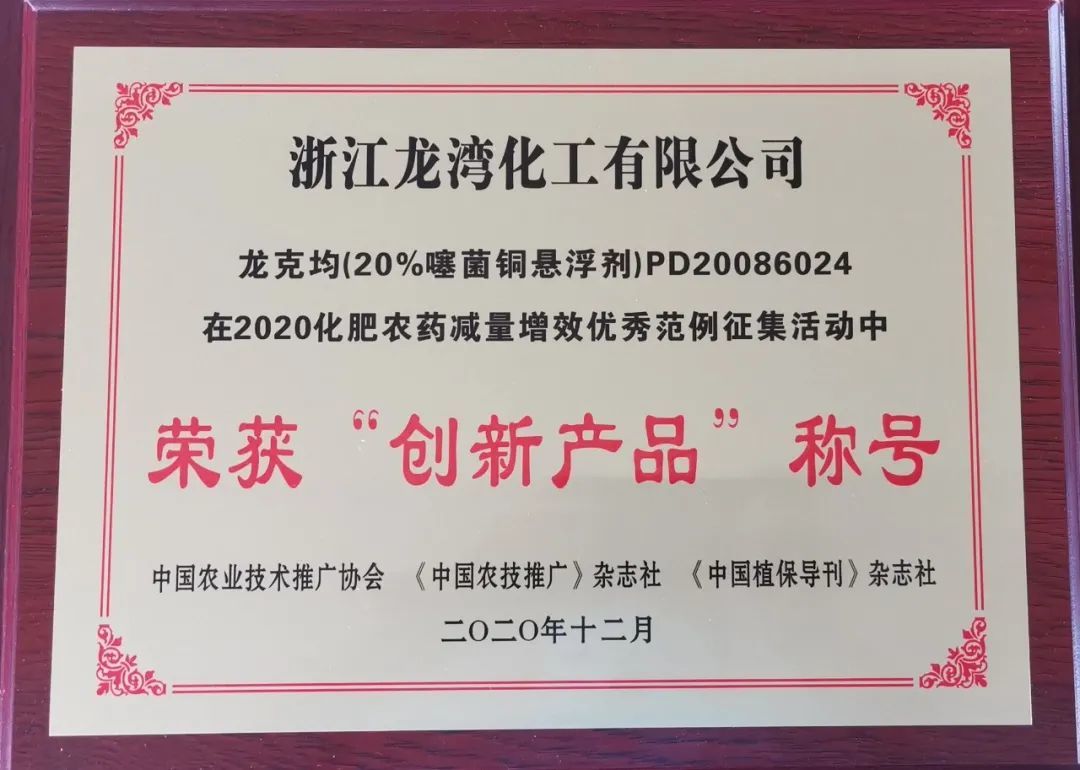 浙江龙湾化工有限公司
龙克均(20%噻菌铜悬浮剂)PD20086024
在2020化肥农药减量增效优秀范例征集活动中
荣获“创新产品”称号
中国农业技术推广协会 《中国农技推广》杂志社 《中国植保导刊》杂志社
二〇二〇年十二月